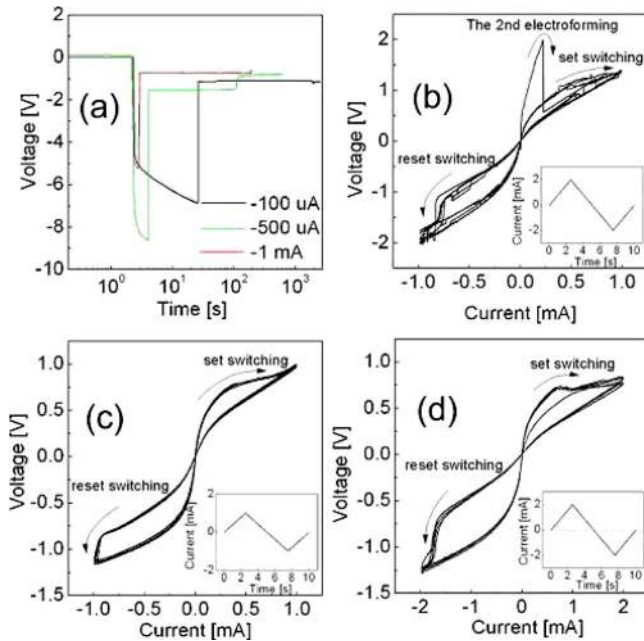 (a)
Voltage [V]
0
-2
-4
-6
-8
-10
-100 uA
-500 uA
-1 mA
10^0 10^1 10^2 10^3
Time [s]
The 2nd electroforming
set switching
(b)
Voltage [V]
2
1
0
-1
-2
reset switching
Current [mA]
2
0
-2
0 2 4 6 8 10
Time [s]
-1.0 -0.5 0.0 0.5 1.0
Current [mA]
set switching
(c)
Voltage [V]
1.0
0.5
0.0
-0.5
-1.0
-1.5
reset switching
Current [mA]
2
0
-2
0 2 4 6 8 10
Time [s]
-1.0 -0.5 0.0 0.5 1.0
Current [mA]
set switching
(d)
Voltage [V]
1.0
0.5
0.0
-0.5
-1.0
-1.5
reset switching
Current [mA]
2
0
-2
0 2 4 6 8 10
Time [s]
-2 -1 0 1 2
Current [mA]